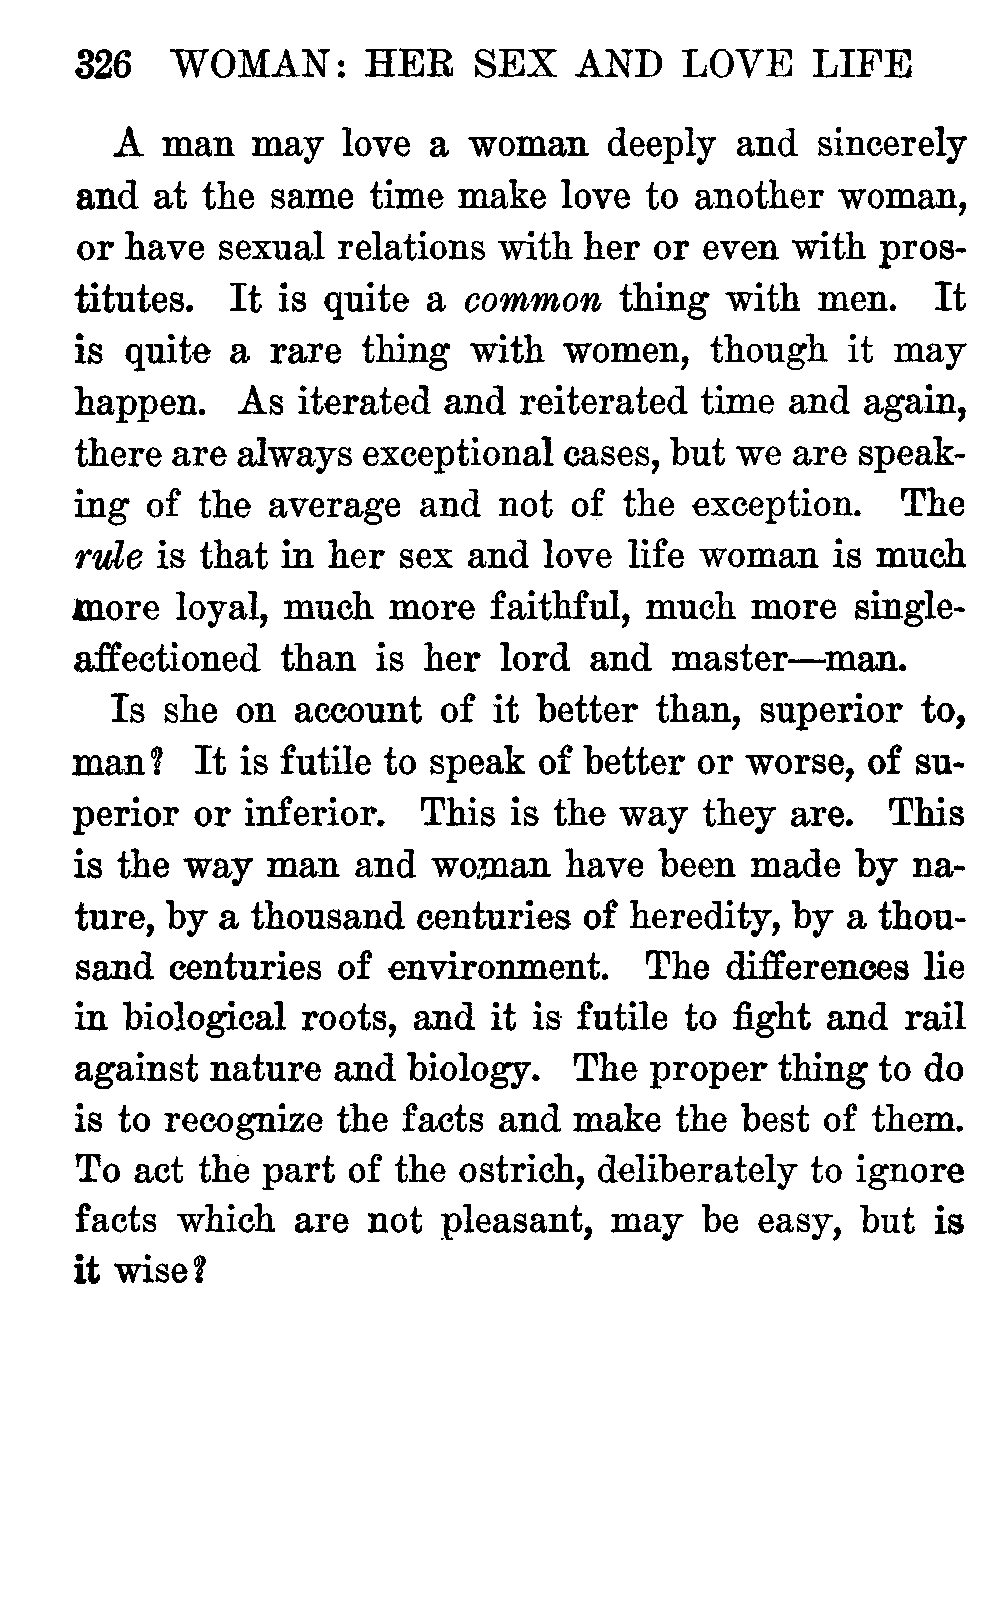 326 WOMAN: HER SEX AND LOVE LIFE
A man may love a woman deeply and sincerely
and at the same time make love to another woman,
or have sexual relations with her or even with pros-
titutes. It is quite a common thing with men. It
is quite a rare thing with women, though it may
happen. As iterated and reiterated time and again,
there are always exceptional cases, but we are speak-
ing of the average and not of the exception. The
rule is that in her sex and love life woman is much
more loyal, much more faithful, much more single-
affectioned than is her lord and master—man.
Is she on account of it better than, superior to,
man? It is futile to speak of better or worse, of su-
perior or inferior. This is the way they are. This
is the way man and woman have been made by na-
ture, by a thousand centuries of heredity, by a thou-
sand centuries of environment. The differences lie
in biological roots, and it is futile to fight and rail
against nature and biology. The proper thing to do
is to recognize the facts and make the best of them.
To act the part of the ostrich, deliberately to ignore
facts which are not pleasant, may be easy, but is
it wise?